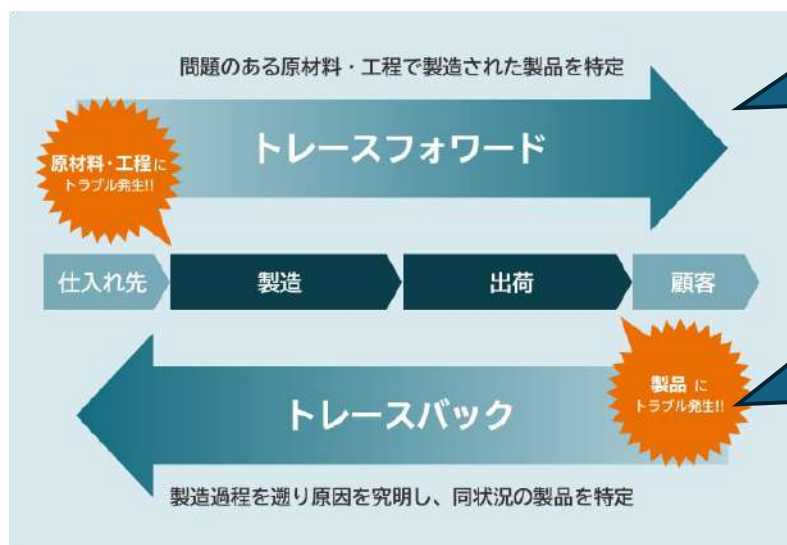 問題のある原材料・工程で製造された製品を特定
トレースフォワード
原材料・工程に
トラブル発生!!
仕入れ先
製造
出荷
顧客
製品 に
トラブル発生!!
トレースバック
製造過程を遡り原因を究明し、同状況の製品を特定